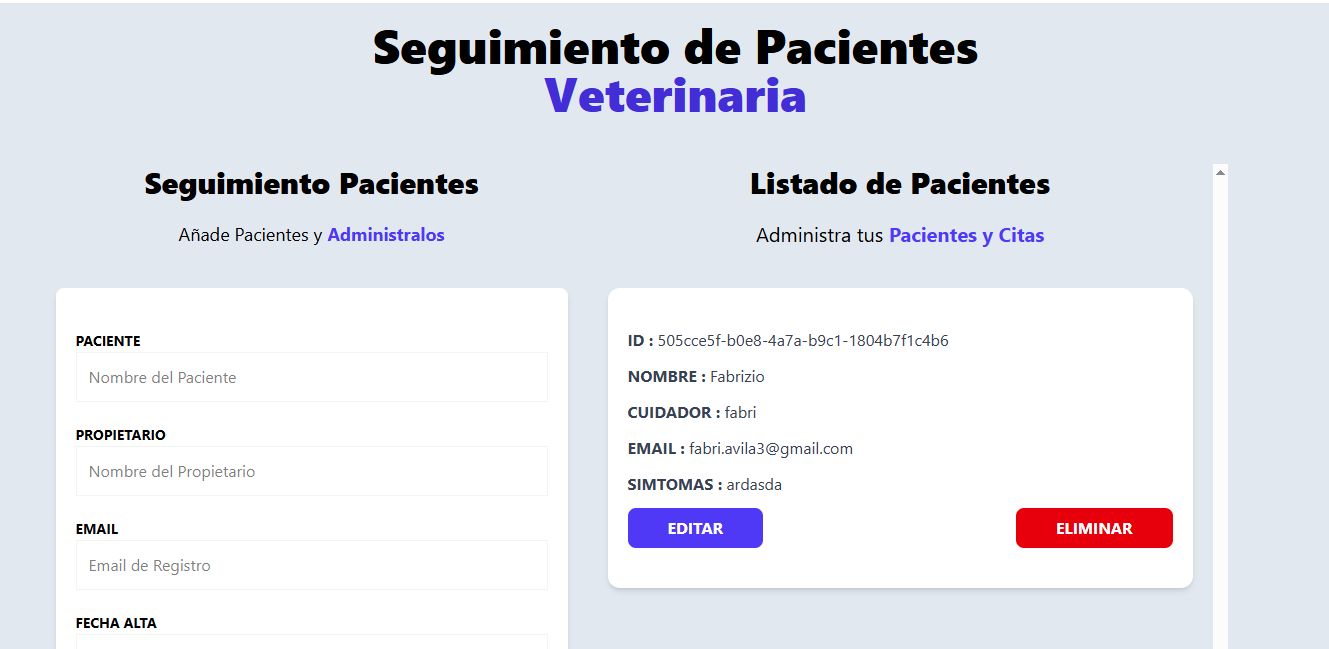 Seguimiento de Pacientes
Veterinaria
Seguimiento Pacientes
Añade Pacientes y Administralos
PACIENTE
Nombre del Paciente
PROPIETARIO
Nombre del Propietario
EMAIL
Email de Registro
FECHA ALTA
Listado de Pacientes
Administra tus Pacientes y Citas
ID : 505cce5f-b0e8-4a7a-b9c1-1804b7f1c4b6
NOMBRE : Fabrizio
CUIDADOR : fabri
EMAIL : fabri.avila3@gmail.com
SIMTOMAS : ardasda
EDITAR
ELIMINAR